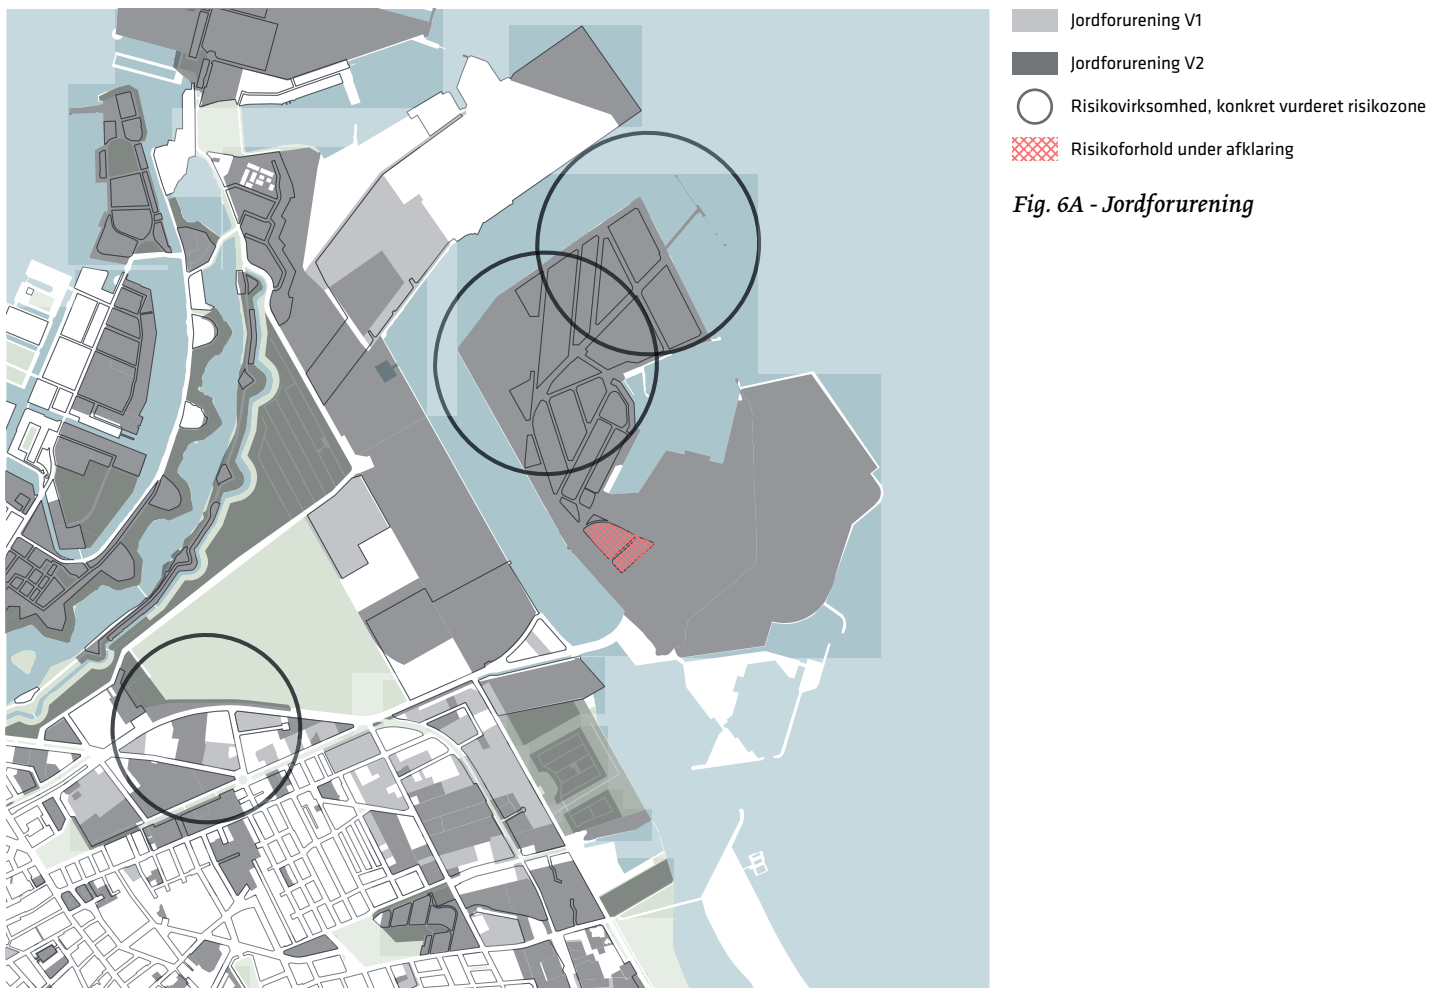 Jordforurening V1
Jordforurening V2
Risikovirksomhed, konkret vurderet risikozone
Risikoforhold under afklaring
Fig. 6A - Jordforurening